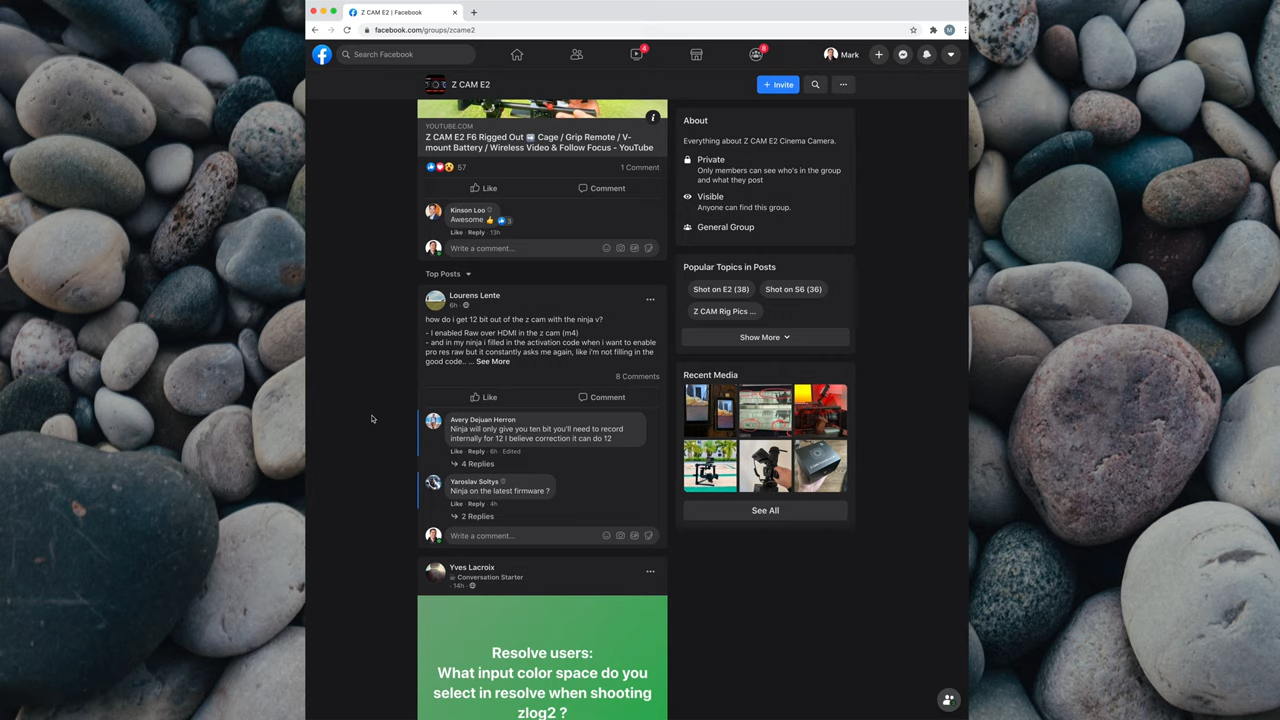 Z CAM E2 | Facebook
facebook.com/groups/zcame2
M
Search Facebook
4
8
Mark
Z CAM E2
+ Invite
YOUTUBE.COM
Z CAM E2 F6 Rigged Out ➡️ Cage / Grip Remote / V-
mount Battery / Wireless Video & Follow Focus - YouTube
57
1 Comment
Like
Comment
Kinson Loo
Awesome 👍
3
Like · Reply · 13h
Write a comment...
Top Posts
Lourens Lente
6h ·
how do i get 12 bit out of the z cam with the ninja v?
- I enabled Raw over HDMI in the z cam (m4)
- and in my ninja i filled in the activation code when i want to enable
pro res raw but it constantly asks me again, like i'm not filling in the
good code.. ... See More
8 Comments
Like
Comment
Avery Dejuan Herron
Ninja will only give you ten bit you'll need to record
internally for 12 I believe correction it can do 12
Like · Reply · 6h · Edited
4 Replies
Yaroslav Soltys
Ninja on the latest firmware ?
Like · Reply · 4h
2 Replies
Write a comment...
Yves Lacroix
Conversation Starter
· 14h ·
Resolve users:
What input color space do you
select in resolve when shooting
zlog2 ?
About
Everything about Z CAM E2 Cinema Camera.
Private
Only members can see who's in the group
and what they post
Visible
Anyone can find this group.
General Group
Popular Topics in Posts
Shot on E2 (38)
Shot on S6 (36)
Z CAM Rig Pics ...
Show More
Recent Media
See All